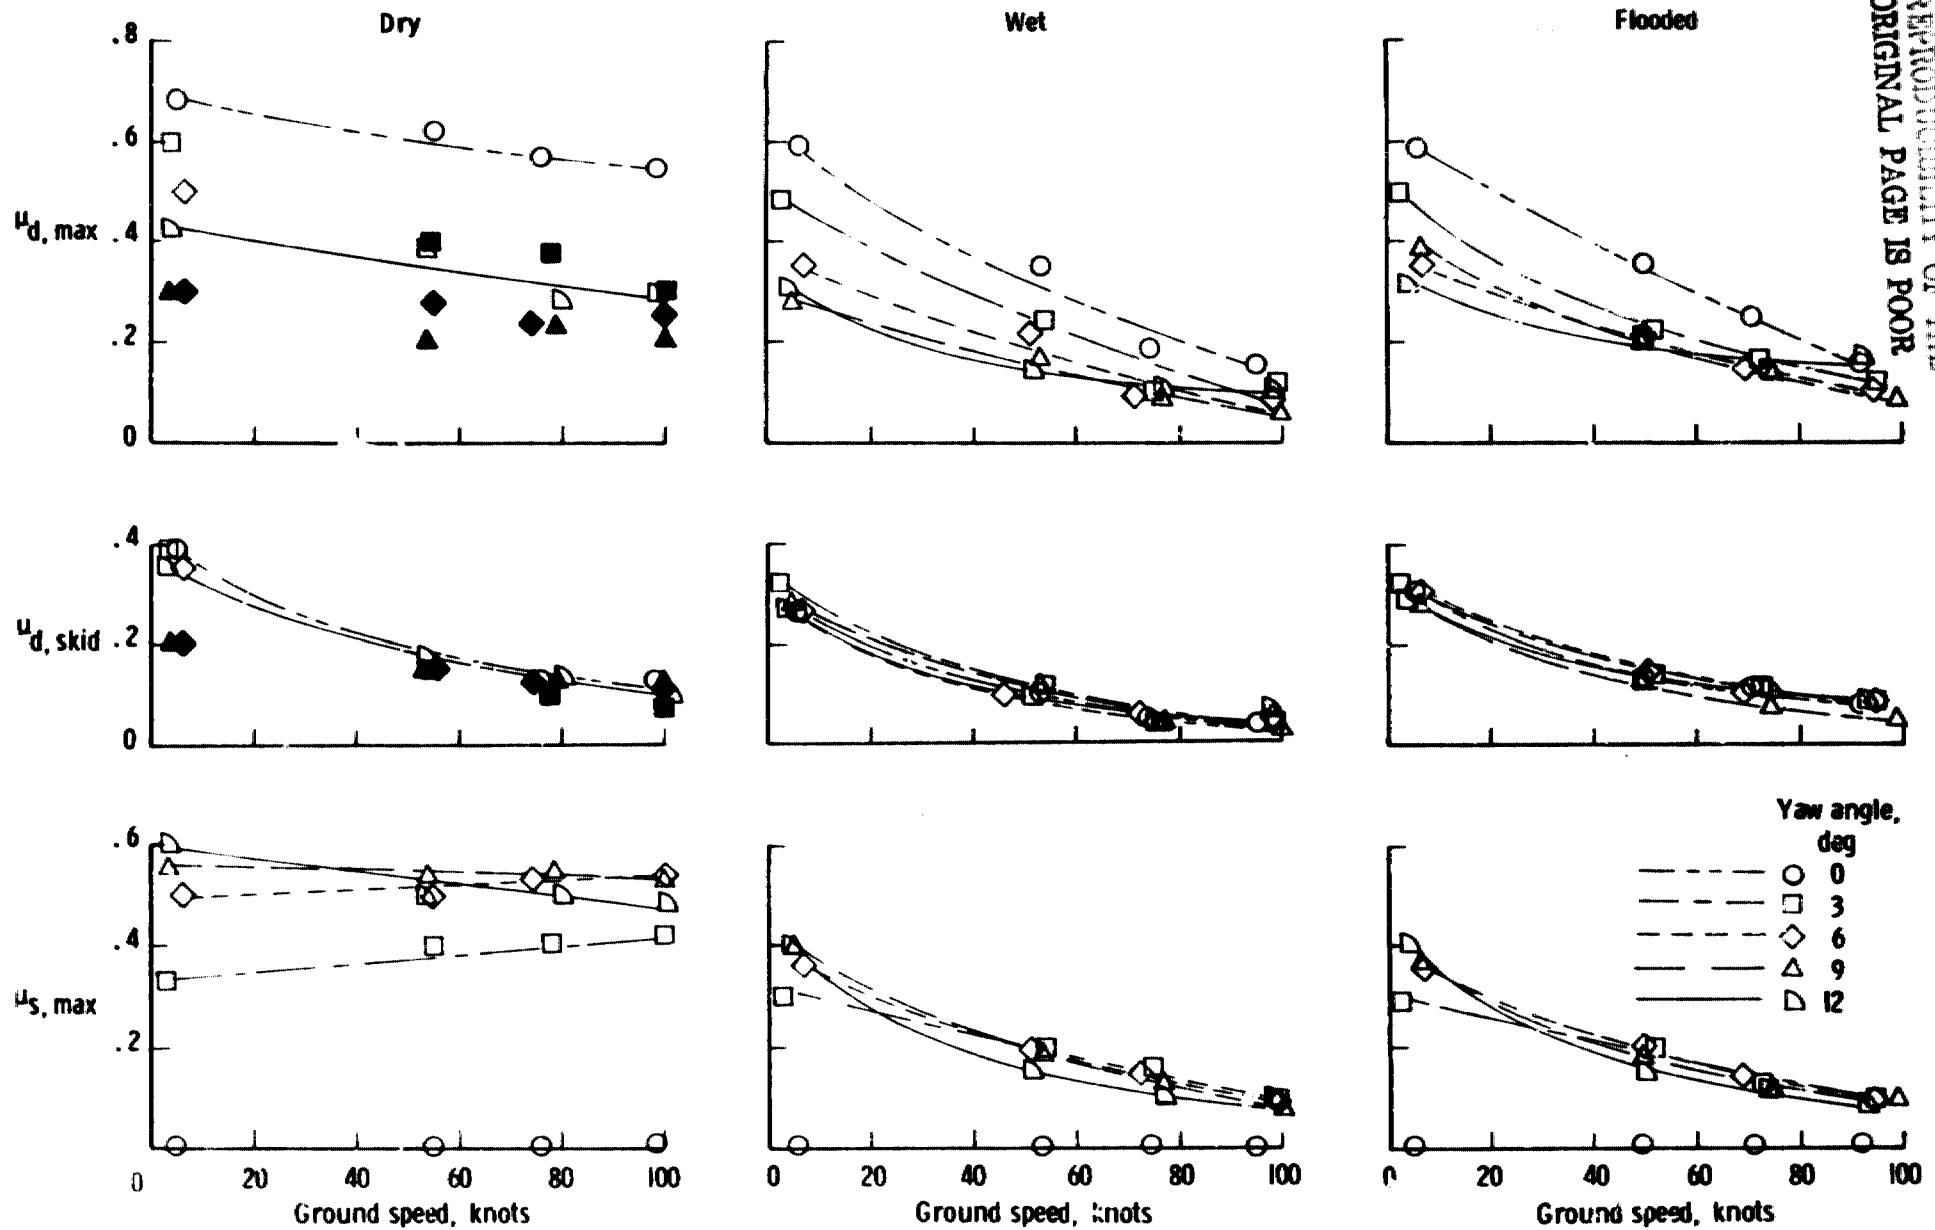 Dry
Wet
Flooded
ORIGINAL PAGE IS POOR
.8
.6
.4
.2
0
μd, max
.4
.2
0
μd, skid
.6
.4
.2
0
μs, max
Yaw angle,
deg
0
3
6
9
12
20 40 60 80 100
Ground speed, knots
0 20 40 60 80 100
Ground speed, knots
20 40 60 80 100
Ground speed, knots